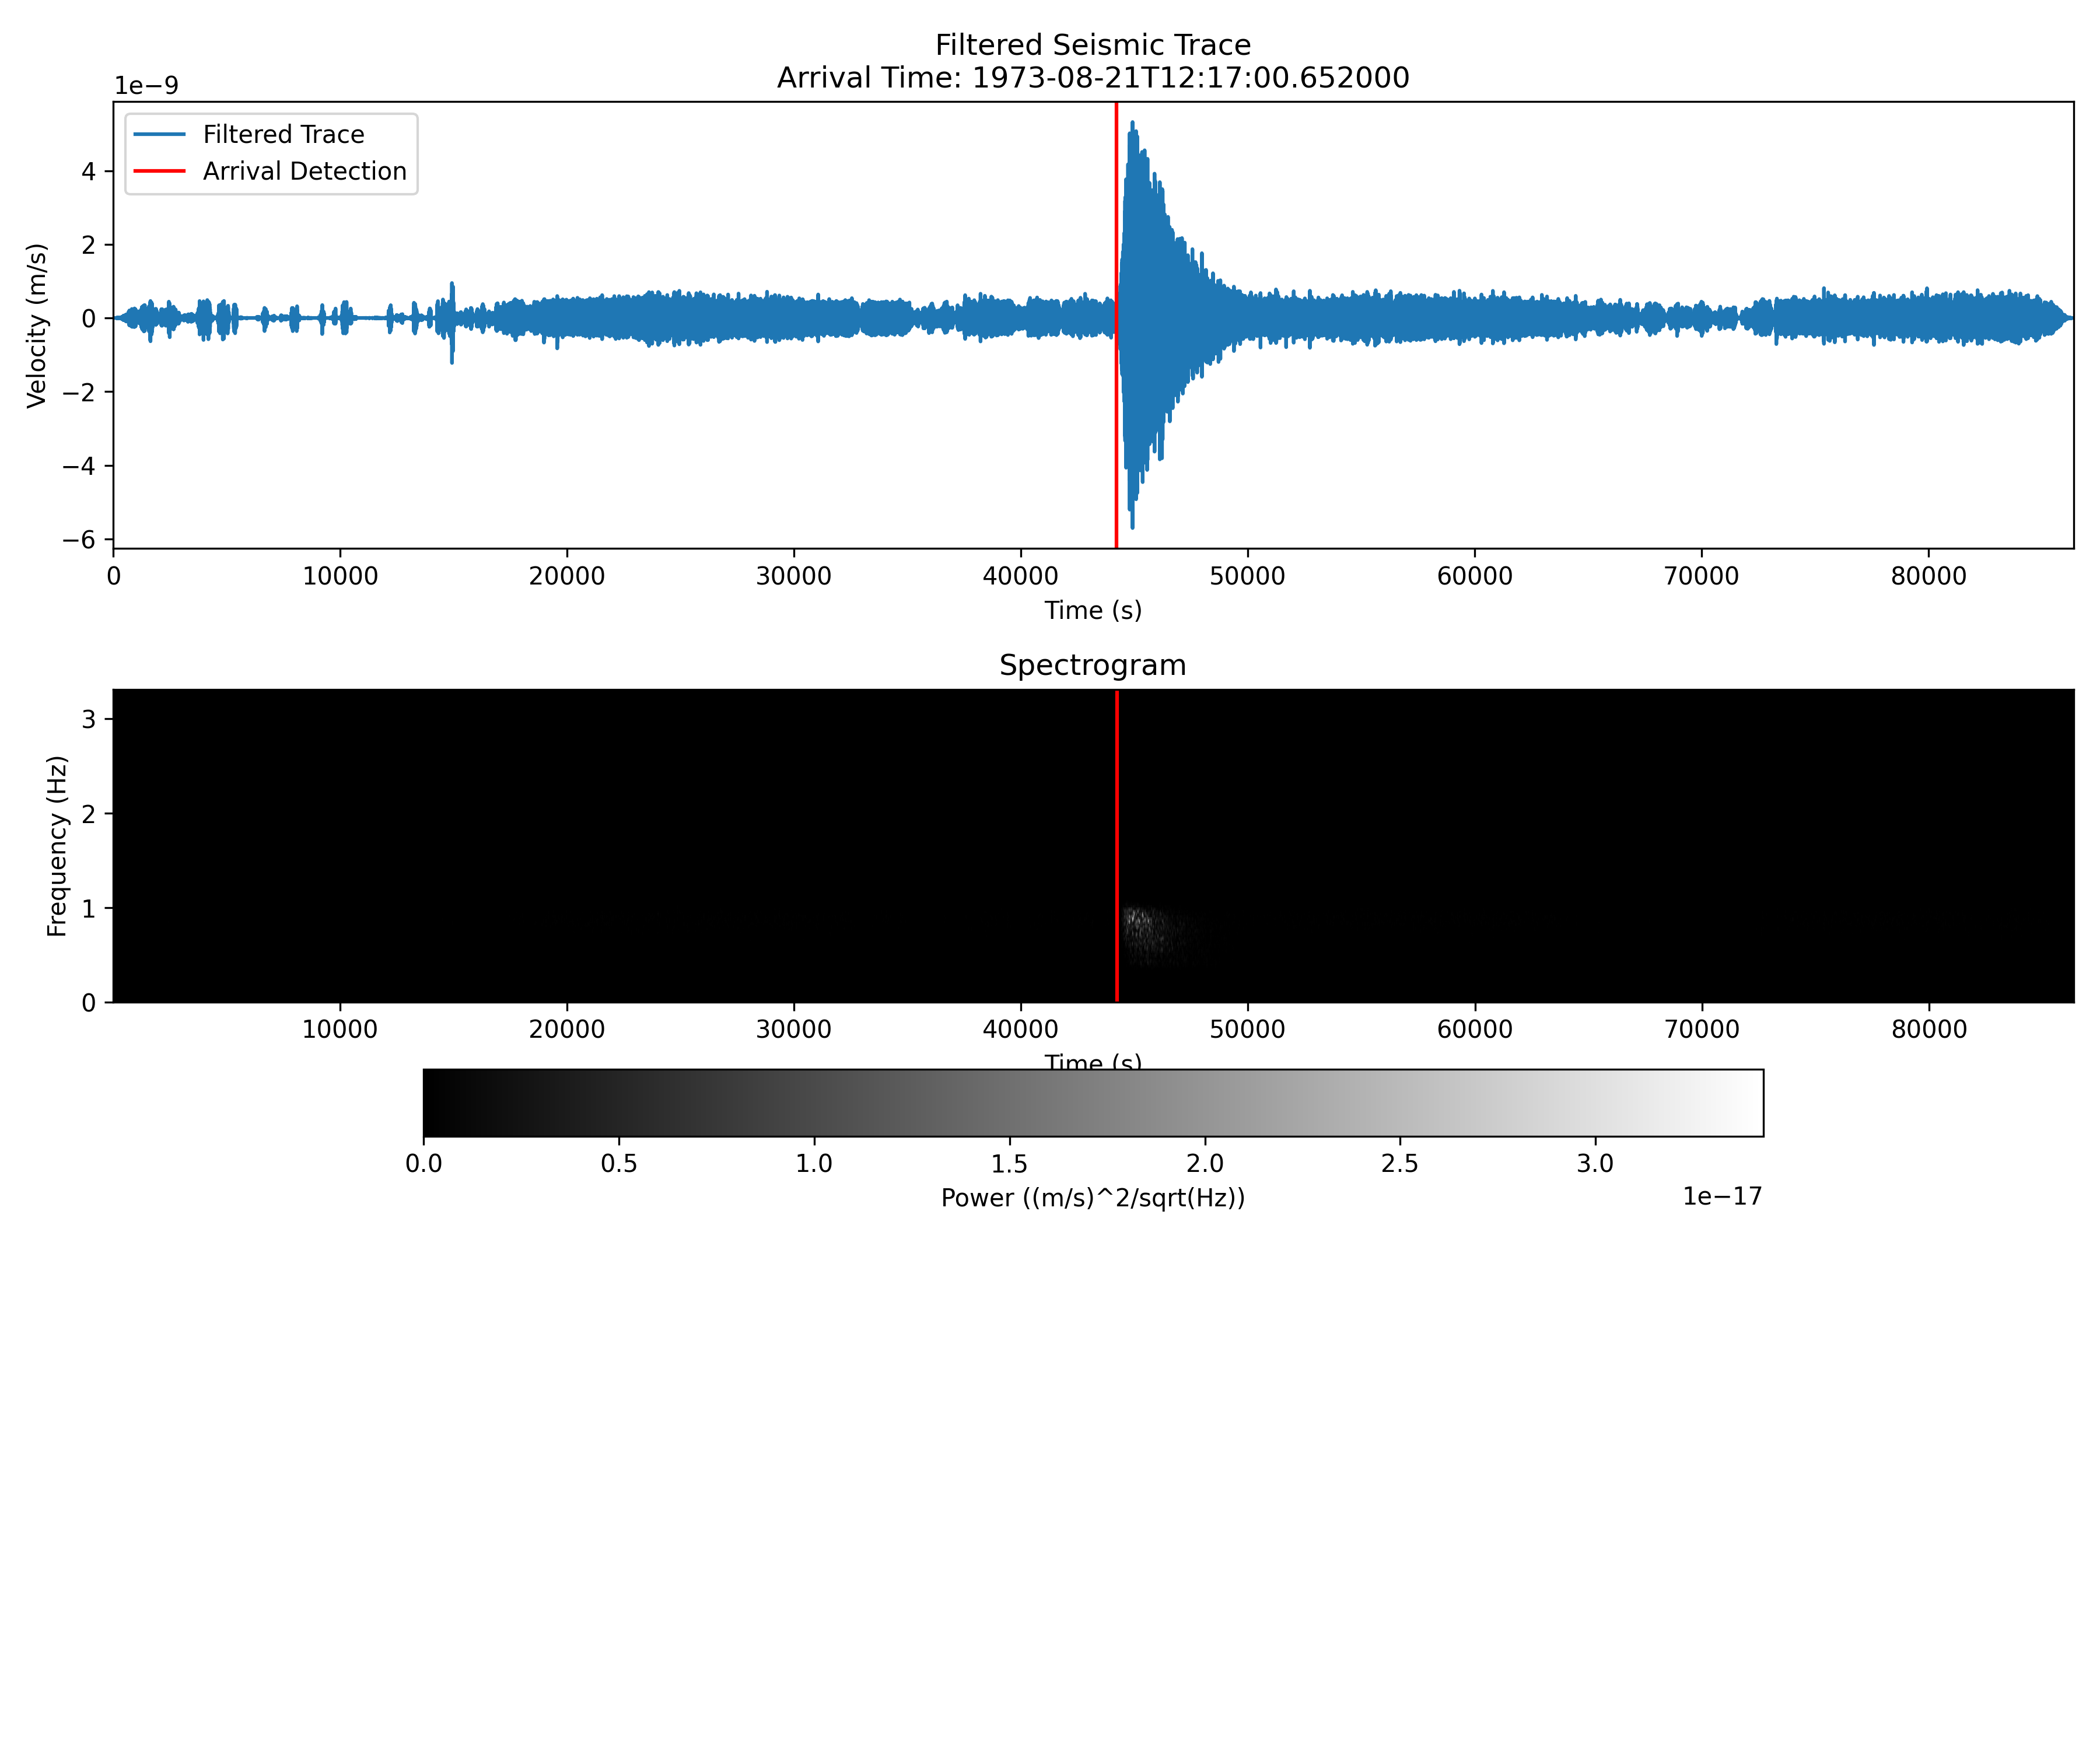 Filtered Seismic Trace
Arrival Time: 1973-08-21T12:17:00.652000
1e−9
Filtered Trace
Arrival Detection
Velocity (m/s)
4
2
0
−2
−4
−6
0 10000 20000 30000 40000 50000 60000 70000 80000
Time (s)
Spectrogram
Frequency (Hz)
3
2
1
0
10000 20000 30000 40000 50000 60000 70000 80000
Time (s)
0.0 0.5 1.0 1.5 2.0 2.5 3.0
Power ((m/s)^2/sqrt(Hz))
1e−17